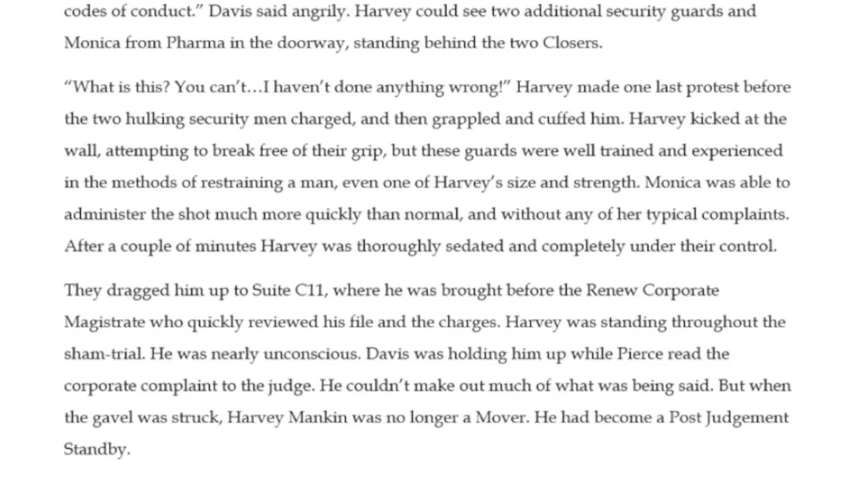 codes of conduct.” Davis said angrily. Harvey could see two additional security guards and
Monica from Pharma in the doorway, standing behind the two Closers.
“What is this? You can’t…I haven’t done anything wrong!” Harvey made one last protest before
the two hulking security men charged, and then grappled and cuffed him. Harvey kicked at the
wall, attempting to break free of their grip, but these guards were well trained and experienced
in the methods of restraining a man, even one of Harvey’s size and strength. Monica was able to
administer the shot much more quickly than normal, and without any of her typical complaints.
After a couple of minutes Harvey was thoroughly sedated and completely under their control.
They dragged him up to Suite C11, where he was brought before the Renew Corporate
Magistrate who quickly reviewed his file and the charges. Harvey was standing throughout the
sham-trial. He was nearly unconscious. Davis was holding him up while Pierce read the
corporate complaint to the judge. He couldn’t make out much of what was being said. But when
the gavel was struck, Harvey Mankin was no longer a Mover. He had become a Post Judgement
Standby.